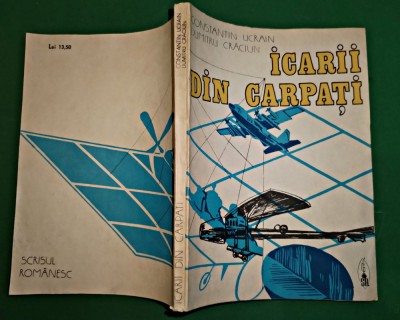 Lei 13,50
SCRISUL
ROMÂNESC
CONSTANTIN UCRAIN
DUMITRU CRĂCIUN
ICARII DIN CARPAȚI
CONSTANTIN UCRAIN
DUMITRU CRĂCIUN
ICARII
DIN CARPAȚI